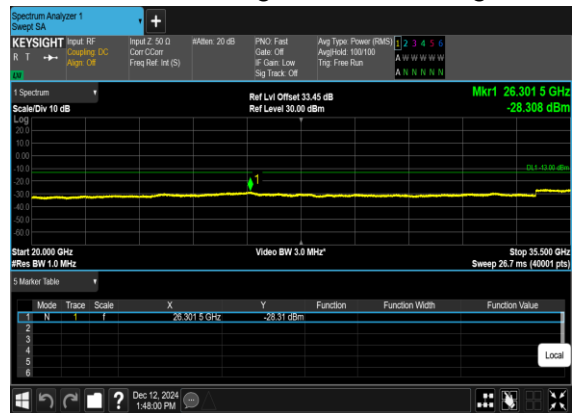 Spectrum Analyzer 1
Swept SA
+
KEYSIGHT Input: RF
R T Coupling: DC
Align: Off
Input Z: 50 Ω
Corr CCorr
Freq Ref: Int (S)
#Atten: 20 dB
PNO: Fast
Gate: Off
IF Gain: Low
Sig Track: Off
Avg Type: Power (RMS)
Avg|Hold: 100/100
Trig: Free Run
1 2 3 4 5 6
A W W W W W
A N N N N N
1 Spectrum
Scale/Div 10 dB
Ref Lvl Offset 33.45 dB
Ref Level 30.00 dBm
Mkr1 26.301 5 GHz
-28.308 dBm
Log
20.0
10.0
0.00
-10.0
-20.0
-30.0
-40.0
-50.0
-60.0
DL1 -13.00 dBm
1
Start 20.000 GHz
#Res BW 1.0 MHz
Video BW 3.0 MHz*
Stop 35.500 GHz
Sweep 26.7 ms (40001 pts)
5 Marker Table
Mode Trace Scale X Y Function Function Width Function Value
1 N 1 f 26.301 5 GHz -28.31 dBm
2
3
4
5
6
Local
?
Dec 12, 2024
1:48:00 PM